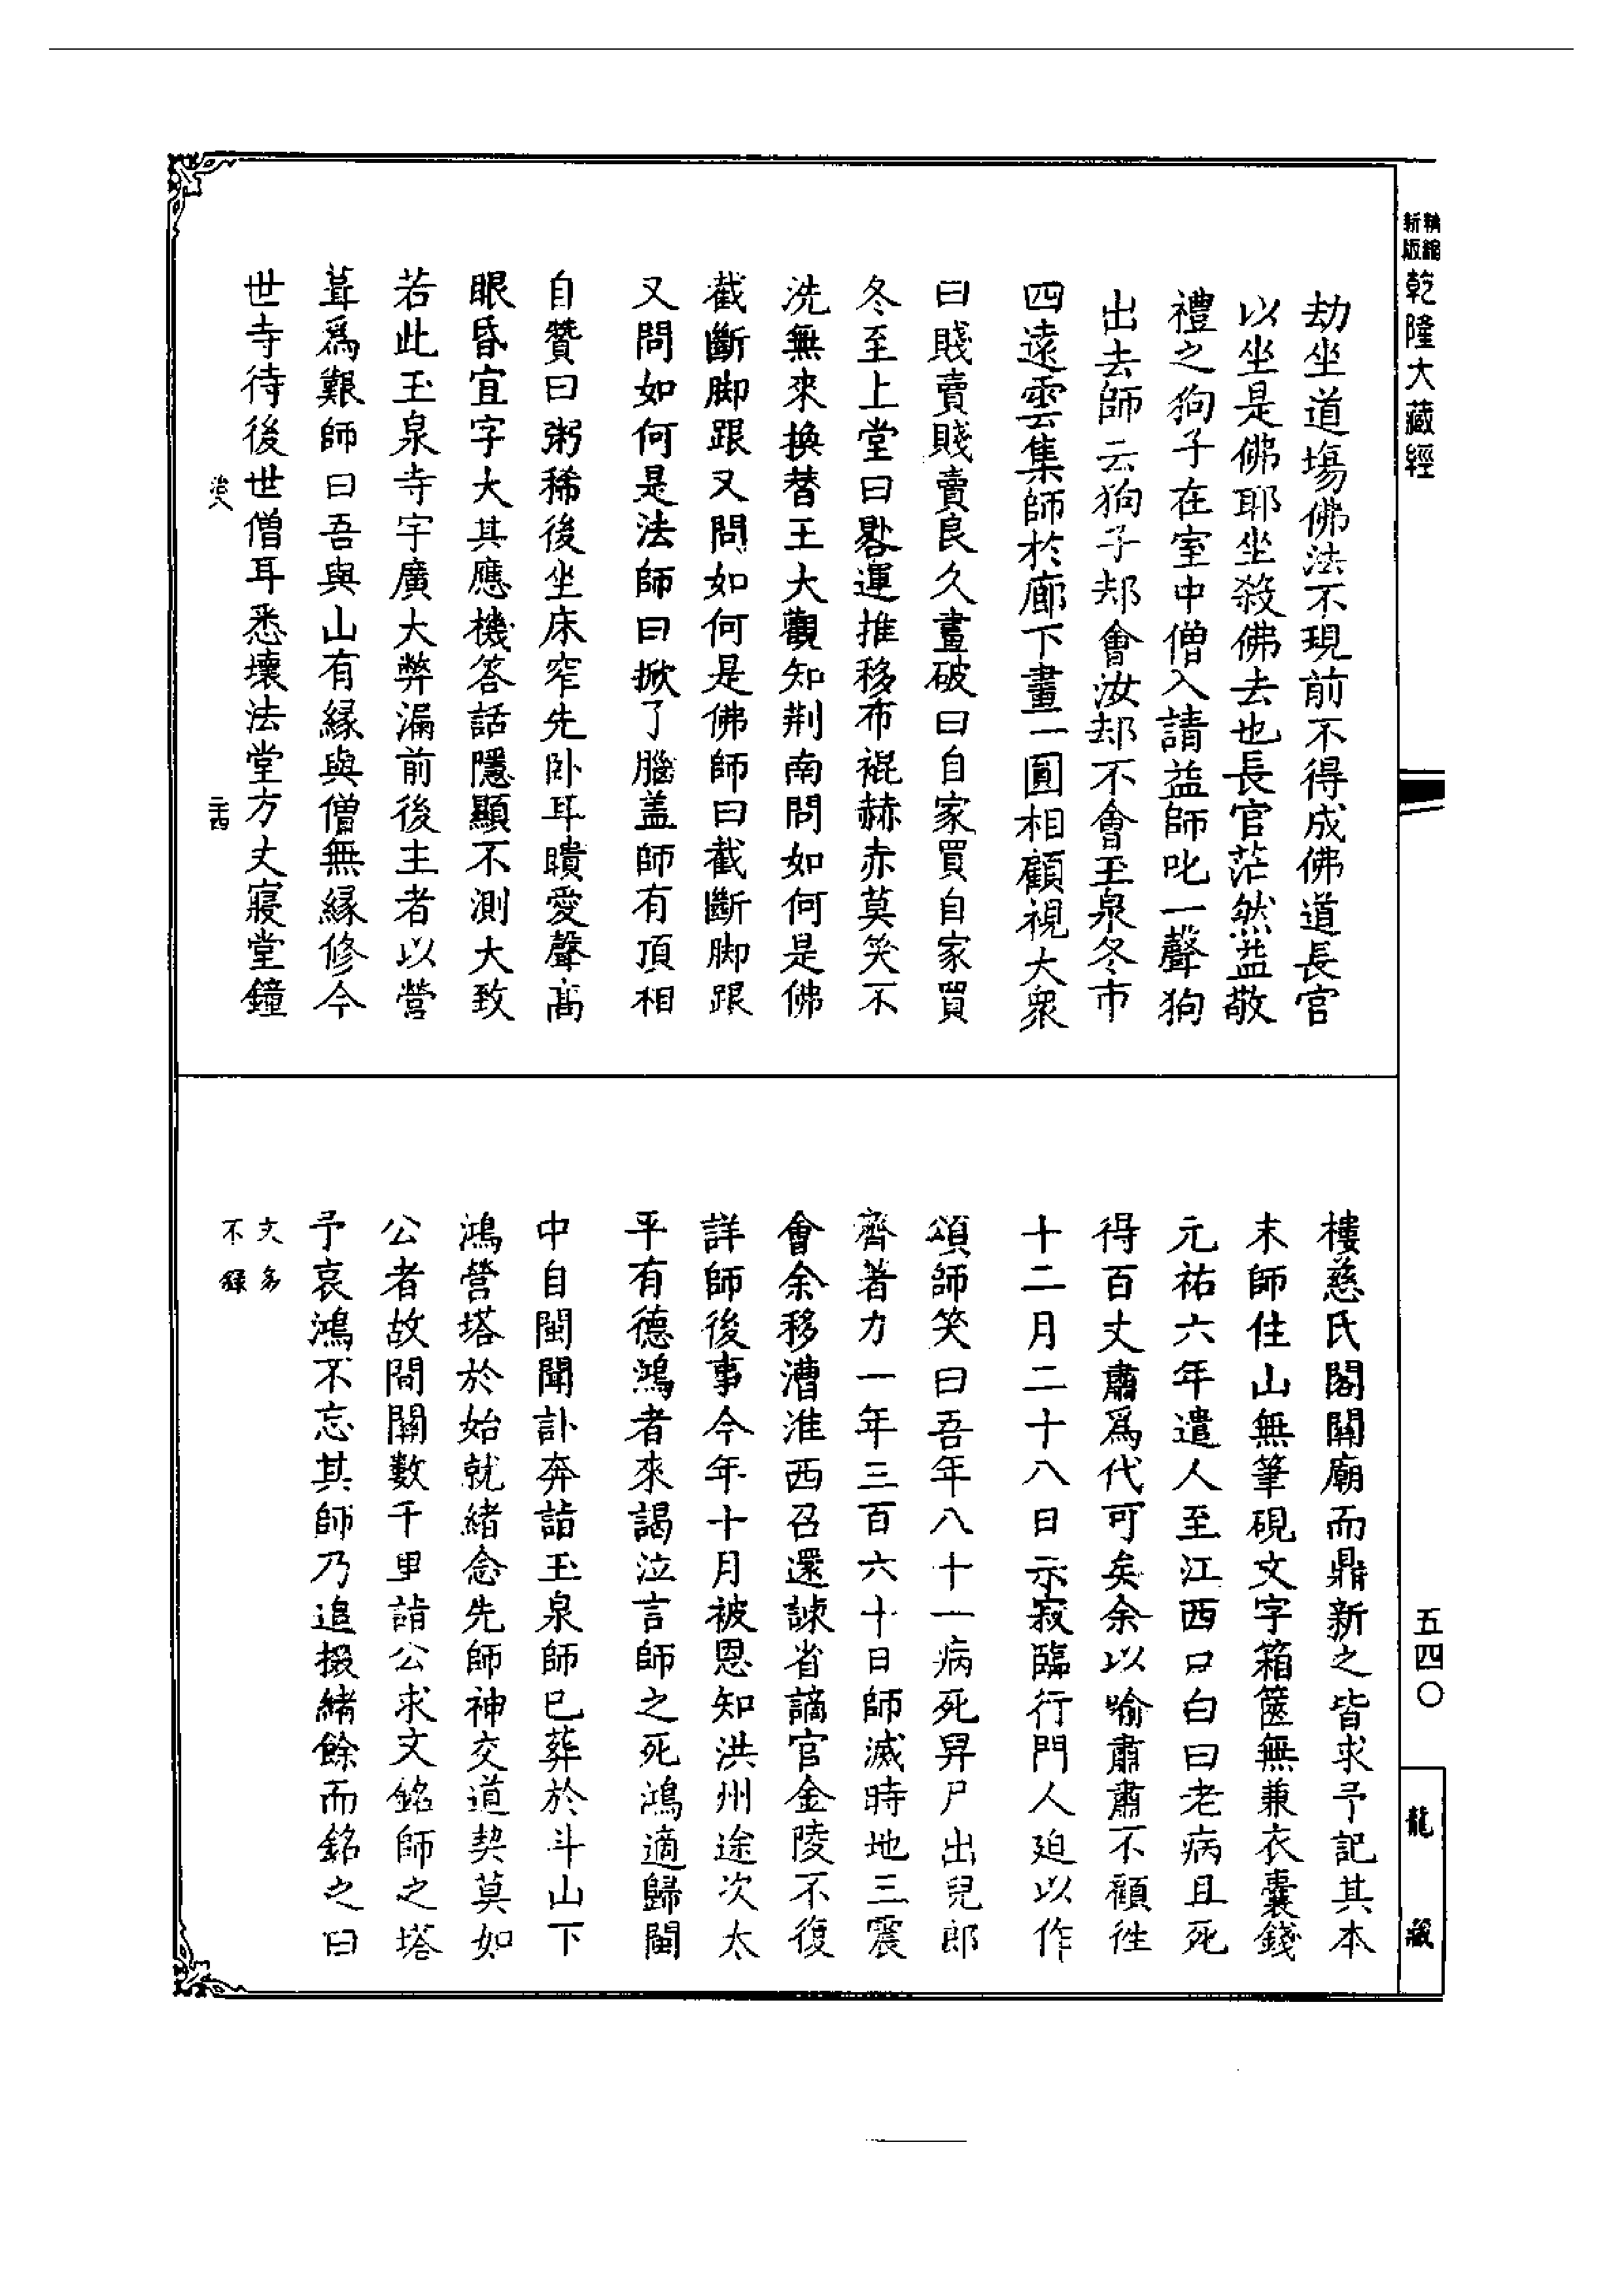 精縮新版
乾隆大藏經
劫坐道場佛法不現前不得成佛道長官
以坐是佛耶坐殺佛去也長官茫然益敬
禮之狗子在室中僧入請益師叱一聲狗
出去師云狗子却會汝却不會玉泉冬市
四遠雲集師於廊下畫一圓相顧視大衆
曰賤賣賤賣良久畫破曰自家買自家買
冬至上堂曰晷運推移布裩赫赤莫笑不
洗無來換替王大觀知荆南問如何是佛
截斷脚跟又問如何是佛師曰截斷脚跟
又問如何是法師曰掀了腦盖師有頂相
自贊曰粥稀後坐床窄先卧耳聵愛聲高
眼昏宜字大其應機答話隱顯不測大致
若此玉泉寺宇廣大弊漏前後主者以營
葺爲艱師曰吾與山有緣與僧無緣修今
世寺待後世僧耳悉壞法堂方丈寢堂鐘
二十四
樓慈氏閣關廟而鼎新之皆求予記其本
末師住山無筆硯文字箱篋無兼衣囊錢
元祐六年遣人至江西口白曰老病且死
得百丈肅爲代可矣余以喻肅肅不顧徃
十二月二十八日示寂臨行門人廹以作
頌師笑曰吾年八十一病死舁尸出兒郎
齊著力一年三百六十日師滅時地三震
會余移漕淮西召還諫省謫官金陵不復
詳師後事今年十月被恩知洪州途次太
平有德鴻者來謁泣言師之死鴻適歸閩
中自閩聞訃奔詣玉泉師已葬於斗山下
鴻營塔於始就緒念先師神交道契莫如
公者故間關數千里詣公求文銘師之塔
予哀鴻不忘其師乃追掇緒餘而銘之曰
文多
不録
五四〇
龍藏